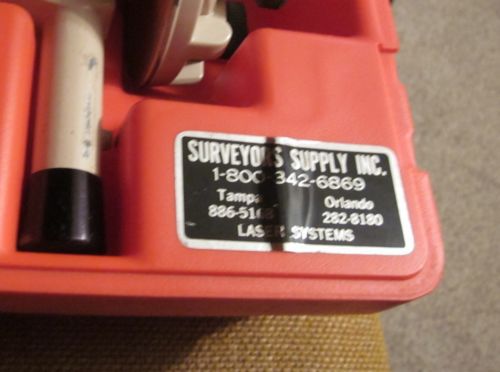 SURVEYORS SUPPLY INC.
1-800-342-6869
Tampa Orlando
886-5168 282-8180
LASER SYSTEMS